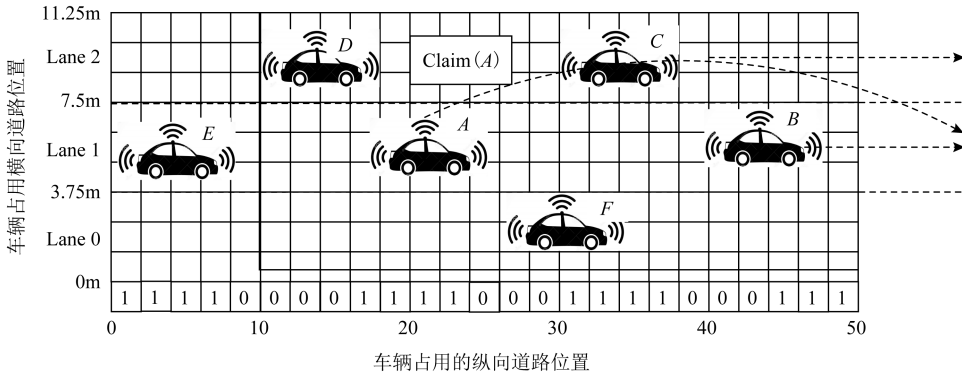 11.25m
Lane 2
D
Claim(A)
C
7.5m
Lane 1
E
A
B
3.75m
Lane 0
F
0m
1 1 1 1 0 0 0 0 1 1 1 1 0 0 0 1 1 1 1 0 0 0 1 1 1
0 10 20 30 40 50
车辆占用横向道路位置
车辆占用的纵向道路位置